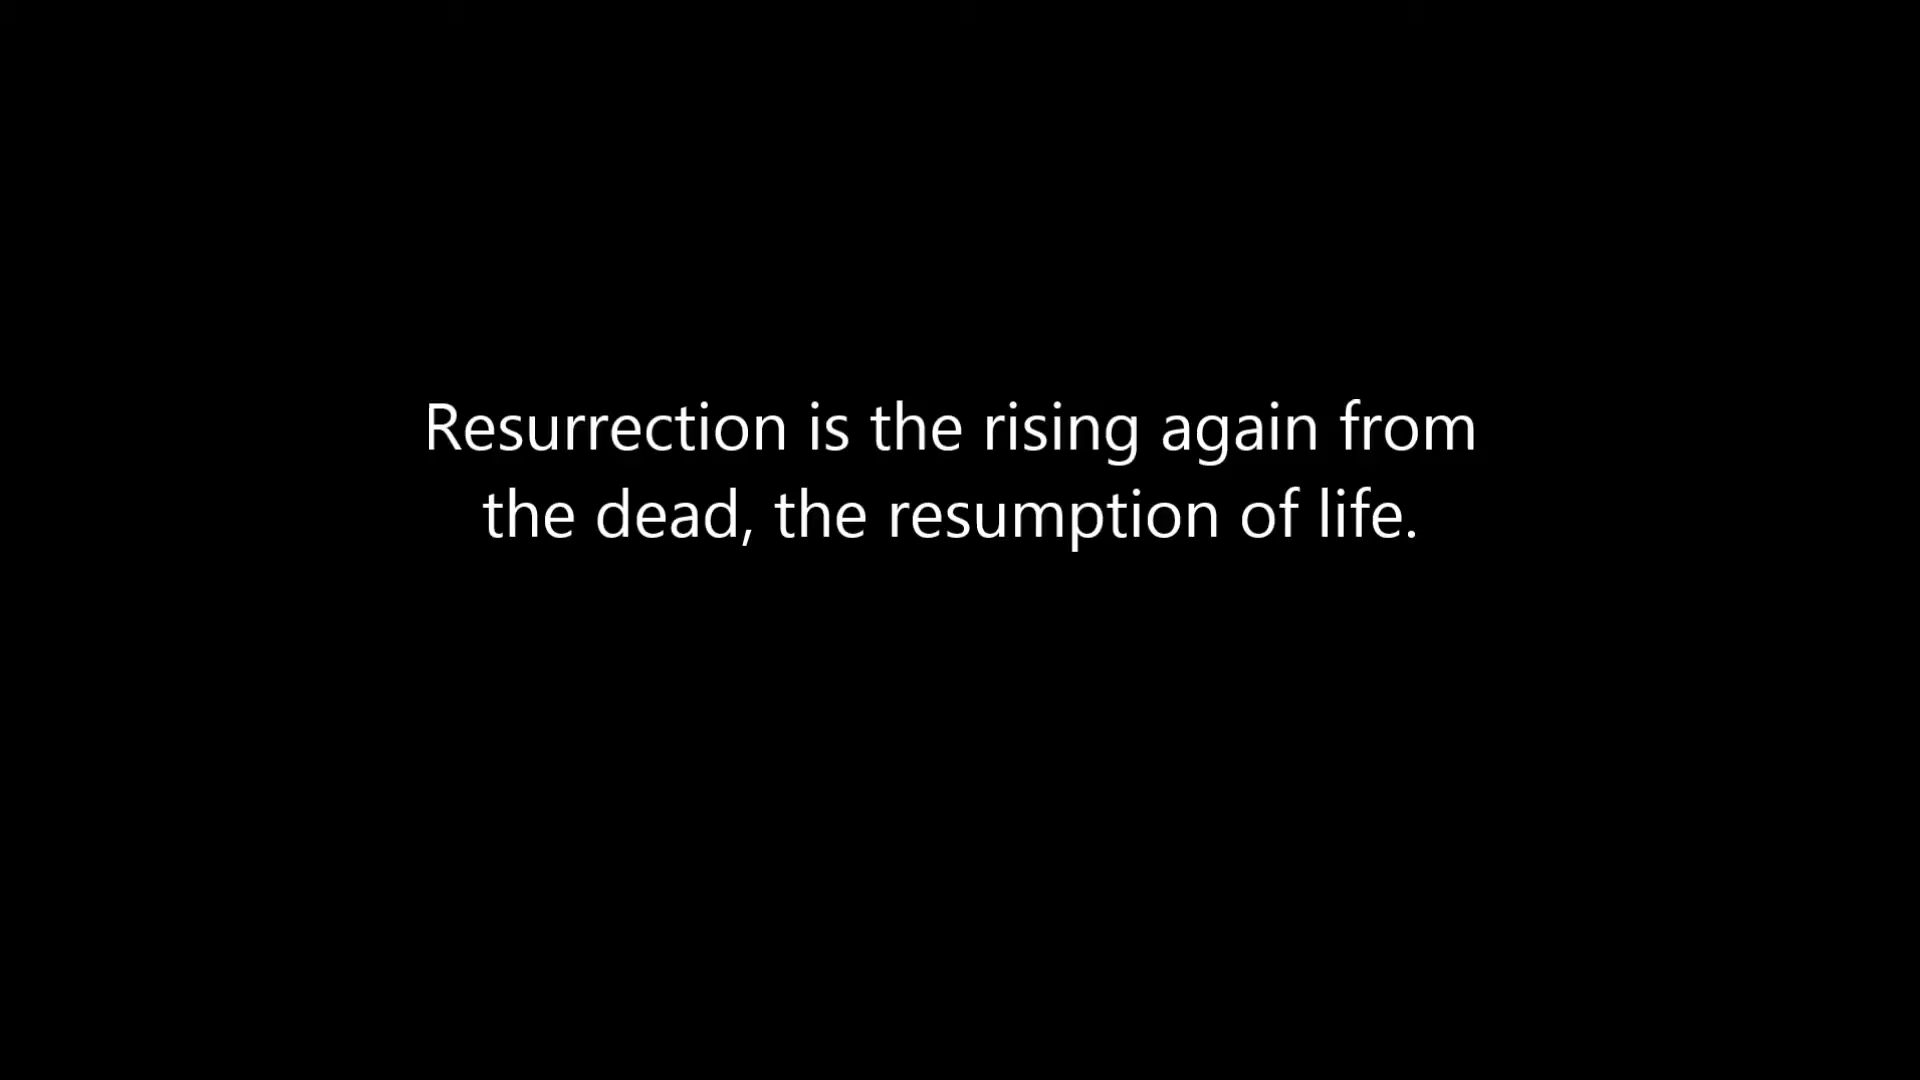 Resurrection is the rising again from
the dead, the resumption of life.